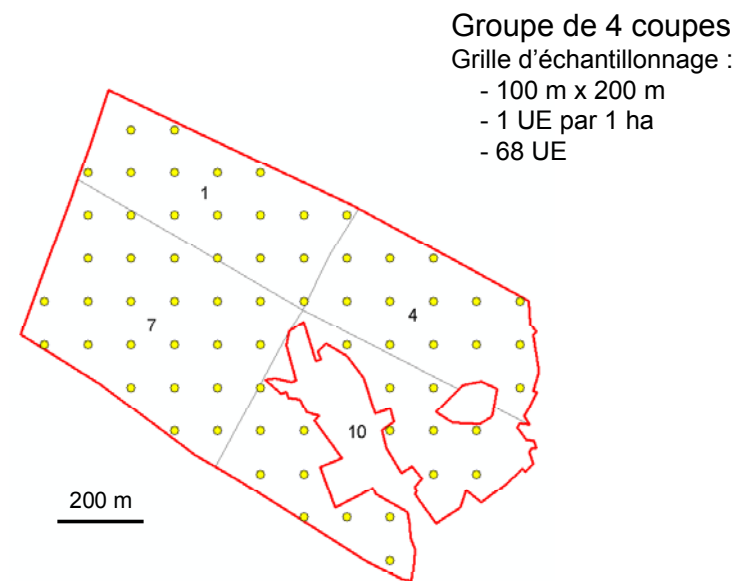 Groupe de 4 coupes
Grille d'échantillonnage :
- 100 m x 200 m
- 1 UE par 1 ha
- 68 UE
1
4
7
10
200 m